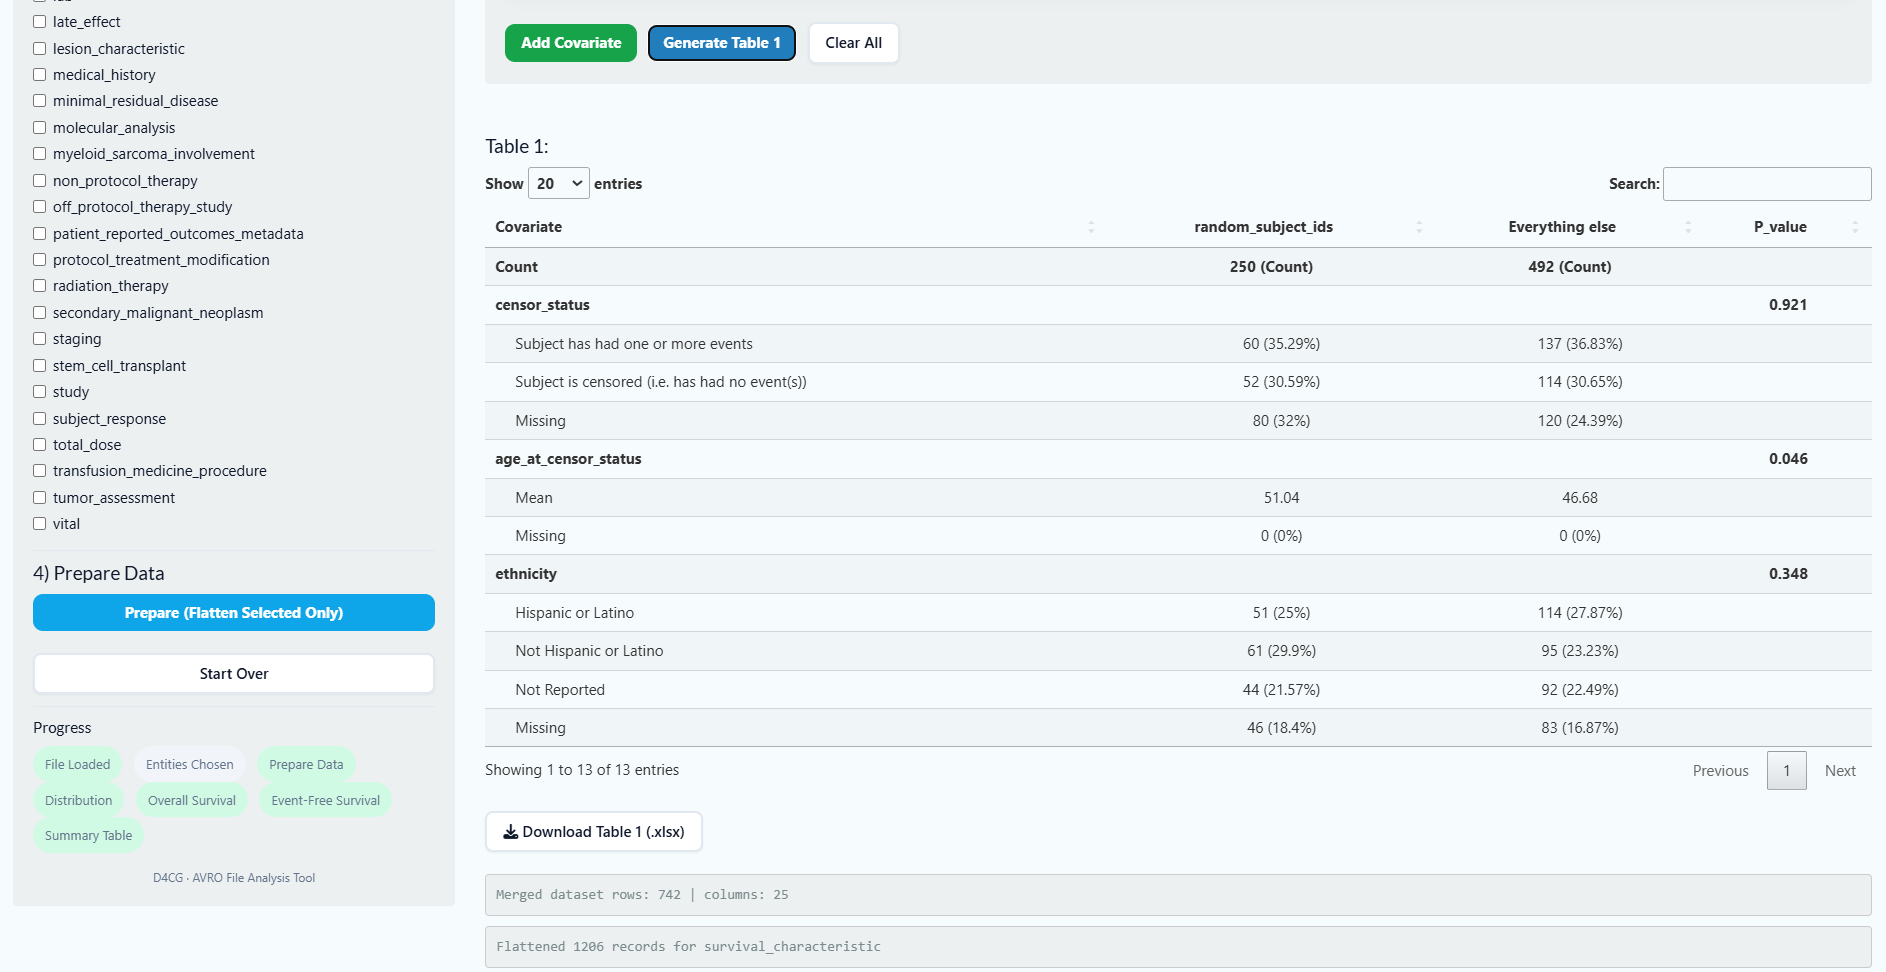 late_effect
lesion_characteristic
medical_history
minimal_residual_disease
molecular_analysis
myeloid_sarcoma_involvement
non_protocol_therapy
off_protocol_therapy_study
patient_reported_outcomes_metadata
protocol_treatment_modification
radiation_therapy
secondary_malignant_neoplasm
staging
stem_cell_transplant
study
subject_response
total_dose
transfusion_medicine_procedure
tumor_assessment
vital
4) Prepare Data
Prepare (Flatten Selected Only)
Start Over
Progress
File Loaded Entities Chosen Prepare Data
Distribution Overall Survival Event-Free Survival
Summary Table
D4CG · AVRO File Analysis Tool
Add Covariate Generate Table 1 Clear All
Table 1:
Show 20 entries Search:
Covariate random_subject_ids Everything else P_value
Count 250 (Count) 492 (Count)
censor_status 0.921
Subject has had one or more events 60 (35.29%) 137 (36.83%)
Subject is censored (i.e. has had no event(s)) 52 (30.59%) 114 (30.65%)
Missing 80 (32%) 120 (24.39%)
age_at_censor_status 0.046
Mean 51.04 46.68
Missing 0 (0%) 0 (0%)
ethnicity 0.348
Hispanic or Latino 51 (25%) 114 (27.87%)
Not Hispanic or Latino 61 (29.9%) 95 (23.23%)
Not Reported 44 (21.57%) 92 (22.49%)
Missing 46 (18.4%) 83 (16.87%)
Showing 1 to 13 of 13 entries Previous 1 Next
Download Table 1 (.xlsx)
Merged dataset rows: 742 | columns: 25
Flattened 1206 records for survival_characteristic